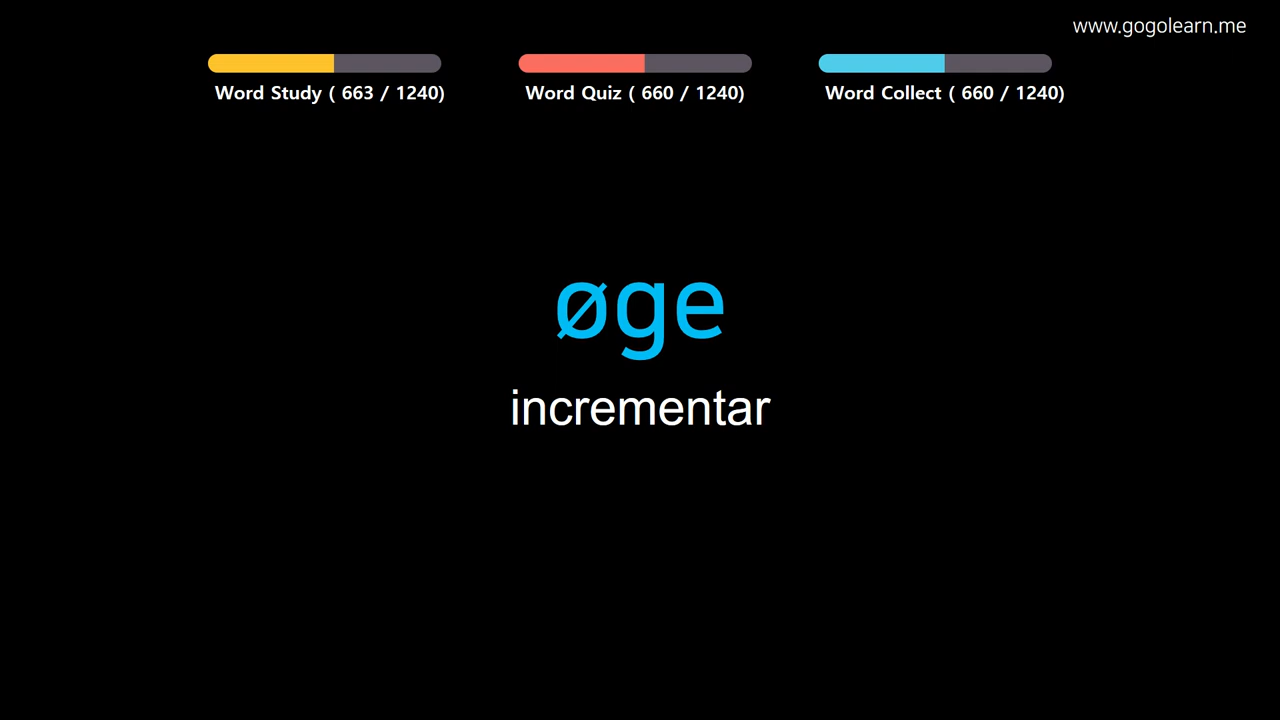 www.gogolearn.me
Word Study ( 663 / 1240)
Word Quiz ( 660 / 1240)
Word Collect ( 660 / 1240)
øge
incrementar